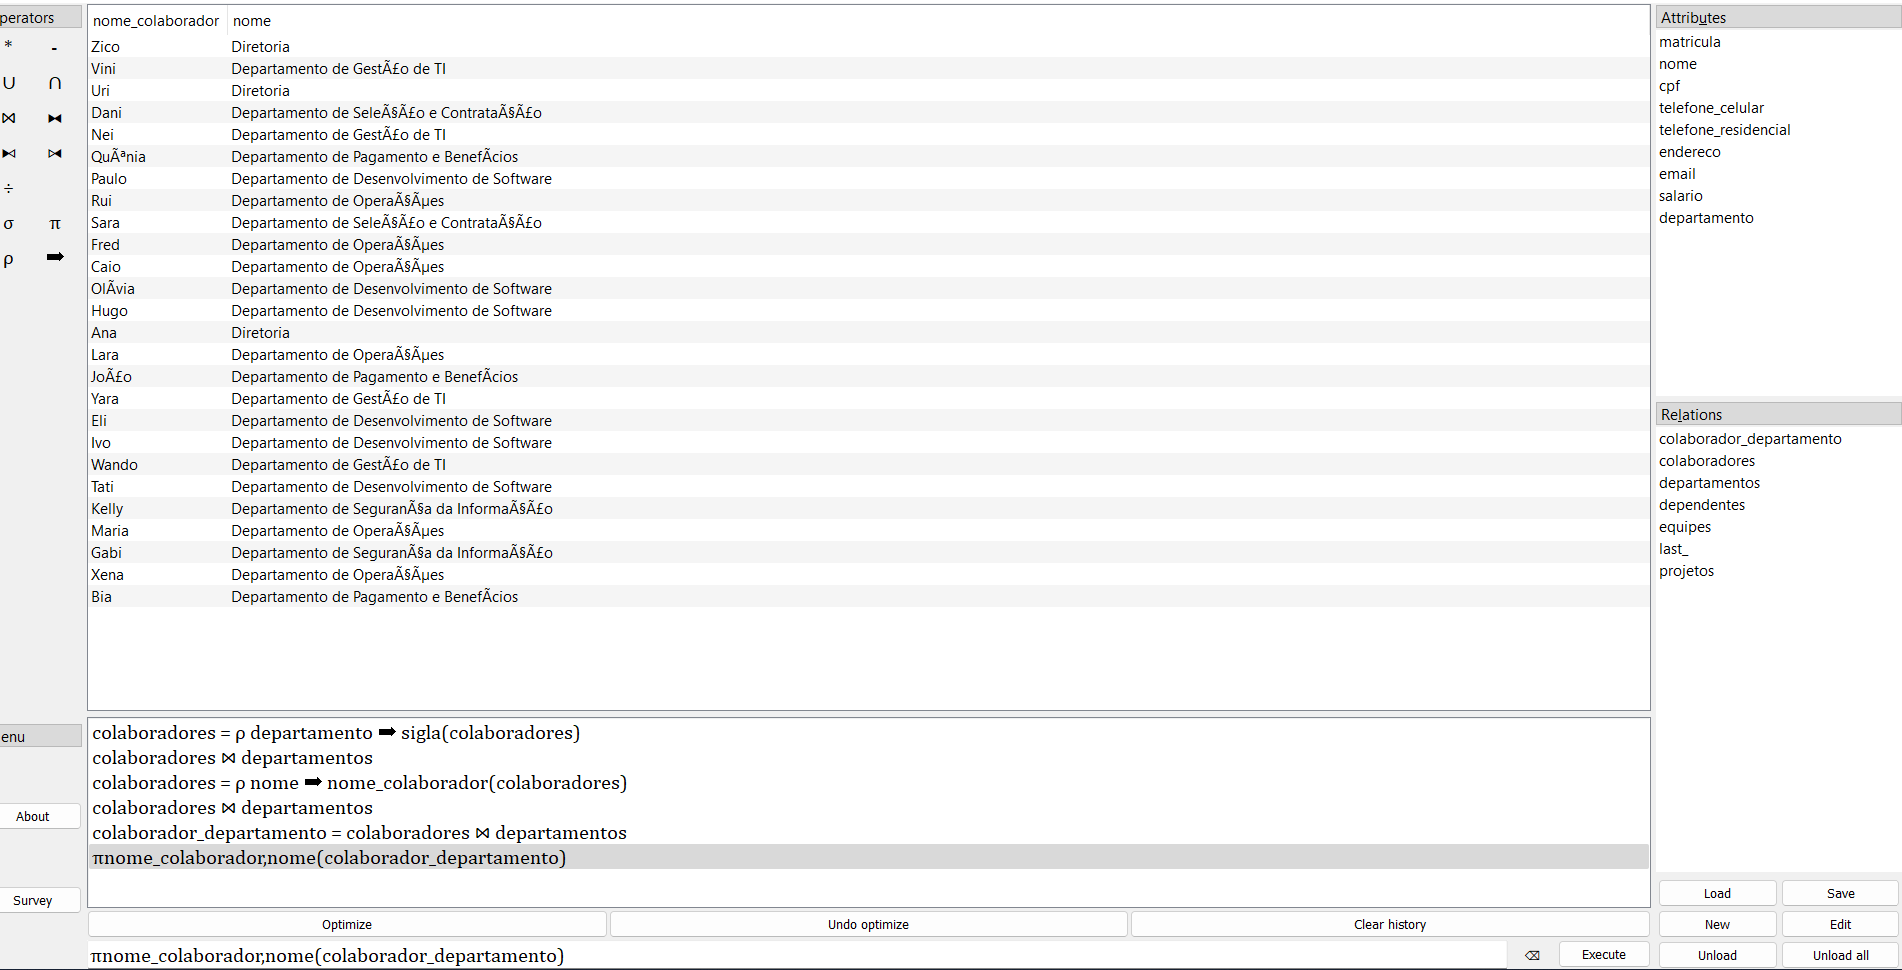 perators
* -
∪ ∩
⋈ ⧓
⧑ ⧒
÷
σ π
ρ ➡
enu
About
Survey
nome_colaborador nome
Zico Diretoria
Vini Departamento de GestÃ£o de TI
Uri Diretoria
Dani Departamento de SeleÃ§Ã£o e ContrataÃ§Ã£o
Nei Departamento de GestÃ£o de TI
QuÃªnia Departamento de Pagamento e BenefÃcios
Paulo Departamento de Desenvolvimento de Software
Rui Departamento de OperaÃ§Ãµes
Sara Departamento de SeleÃ§Ã£o e ContrataÃ§Ã£o
Fred Departamento de OperaÃ§Ãµes
Caio Departamento de OperaÃ§Ãµes
OlÃvia Departamento de Desenvolvimento de Software
Hugo Departamento de Desenvolvimento de Software
Ana Diretoria
Lara Departamento de OperaÃ§Ãµes
JoÃ£o Departamento de Pagamento e BenefÃcios
Yara Departamento de GestÃ£o de TI
Eli Departamento de Desenvolvimento de Software
Ivo Departamento de Desenvolvimento de Software
Wando Departamento de GestÃ£o de TI
Tati Departamento de Desenvolvimento de Software
Kelly Departamento de SeguranÃ§a da InformaÃ§Ã£o
Maria Departamento de OperaÃ§Ãµes
Gabi Departamento de SeguranÃ§a da InformaÃ§Ã£o
Xena Departamento de OperaÃ§Ãµes
Bia Departamento de Pagamento e BenefÃcios
colaboradores = ρ departamento ➡ sigla(colaboradores)
colaboradores ⋈ departamentos
colaboradores = ρ nome ➡ nome_colaborador(colaboradores)
colaboradores ⋈ departamentos
colaborador_departamento = colaboradores ⋈ departamentos
πnome_colaborador,nome(colaborador_departamento)
Optimize Undo optimize Clear history
πnome_colaborador,nome(colaborador_departamento) ⌫ Execute
Attributes
matricula
nome
cpf
telefone_celular
telefone_residencial
endereco
email
salario
departamento
Relations
colaborador_departamento
colaboradores
departamentos
dependentes
equipes
last_
projetos
Load Save
New Edit
Unload Unload all